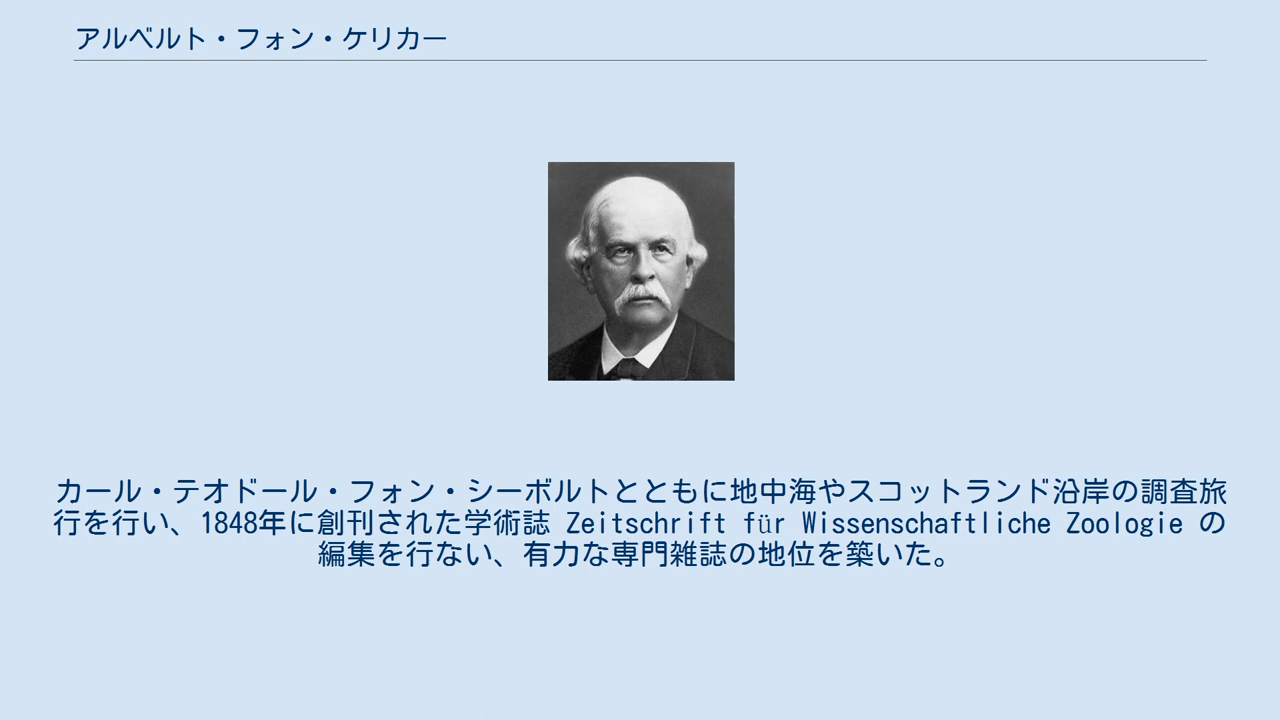 アルベルト・フォン・ケリカー
カール・テオドール・フォン・シーボルトとともに地中海やスコットランド沿岸の調査旅
行を行い、1848年に創刊された学術誌 Zeitschrift für Wissenschaftliche Zoologie の
編集を行ない、有力な専門雑誌の地位を築いた。